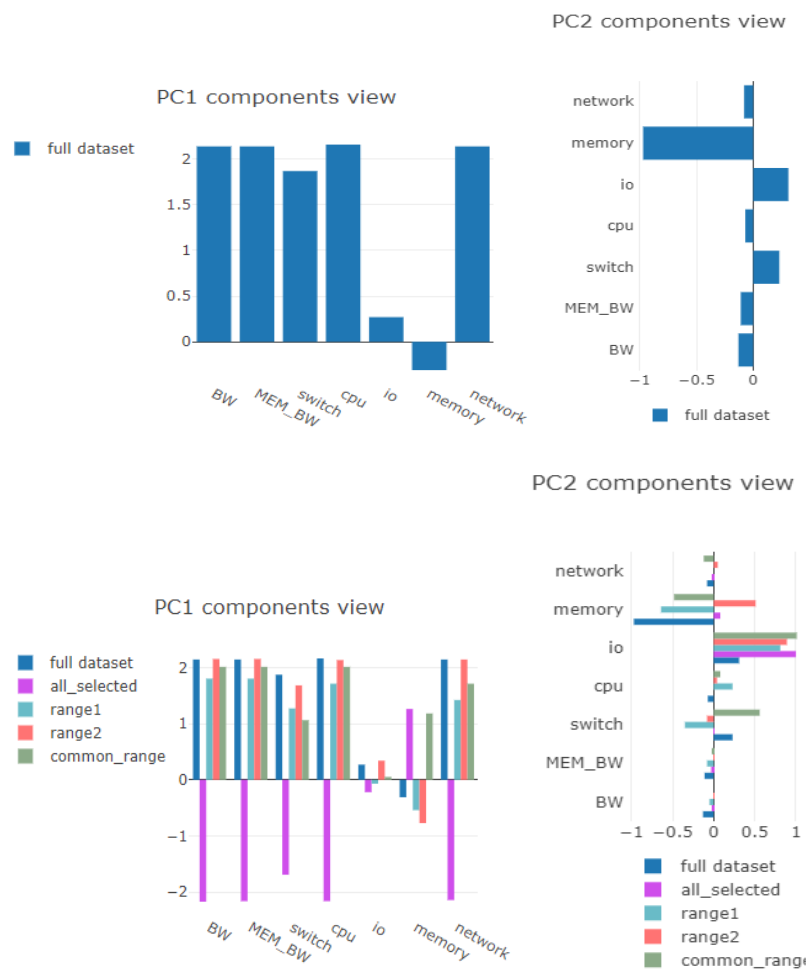 PC2 components view
PC1 components view
full dataset
2
1.5
1
0.5
0
BW
MEM_BW
switch
cpu
io
memory
network
network
memory
io
cpu
switch
MEM_BW
BW
−1
−0.5
0
full dataset
PC2 components view
PC1 components view
full dataset
all_selected
range1
range2
common_range
2
1
0
−1
−2
BW
MEM_BW
switch
cpu
io
memory
network
network
memory
io
cpu
switch
MEM_BW
BW
−1
−0.5
0
0.5
1
full dataset
all_selected
range1
range2
common_range